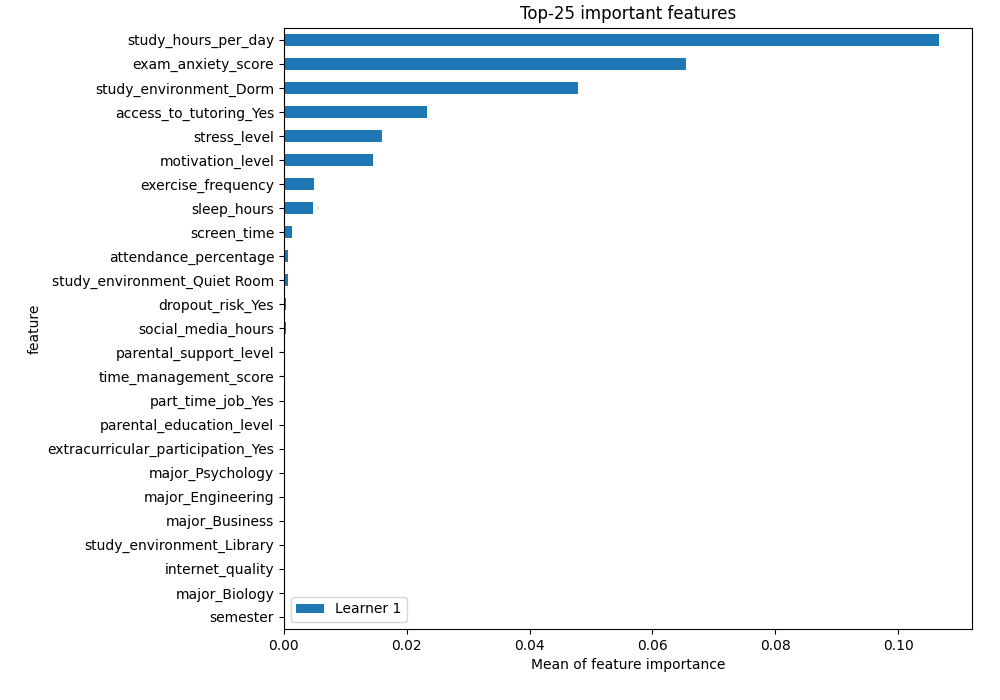 Top-25 important features
study_hours_per_day
exam_anxiety_score
study_environment_Dorm
access_to_tutoring_Yes
stress_level
motivation_level
exercise_frequency
sleep_hours
screen_time
attendance_percentage
study_environment_Quiet Room
dropout_risk_Yes
social_media_hours
parental_support_level
time_management_score
part_time_job_Yes
parental_education_level
extracurricular_participation_Yes
major_Psychology
major_Engineering
major_Business
study_environment_Library
internet_quality
major_Biology
semester
feature
Learner 1
0.00 0.02 0.04 0.06 0.08 0.10
Mean of feature importance